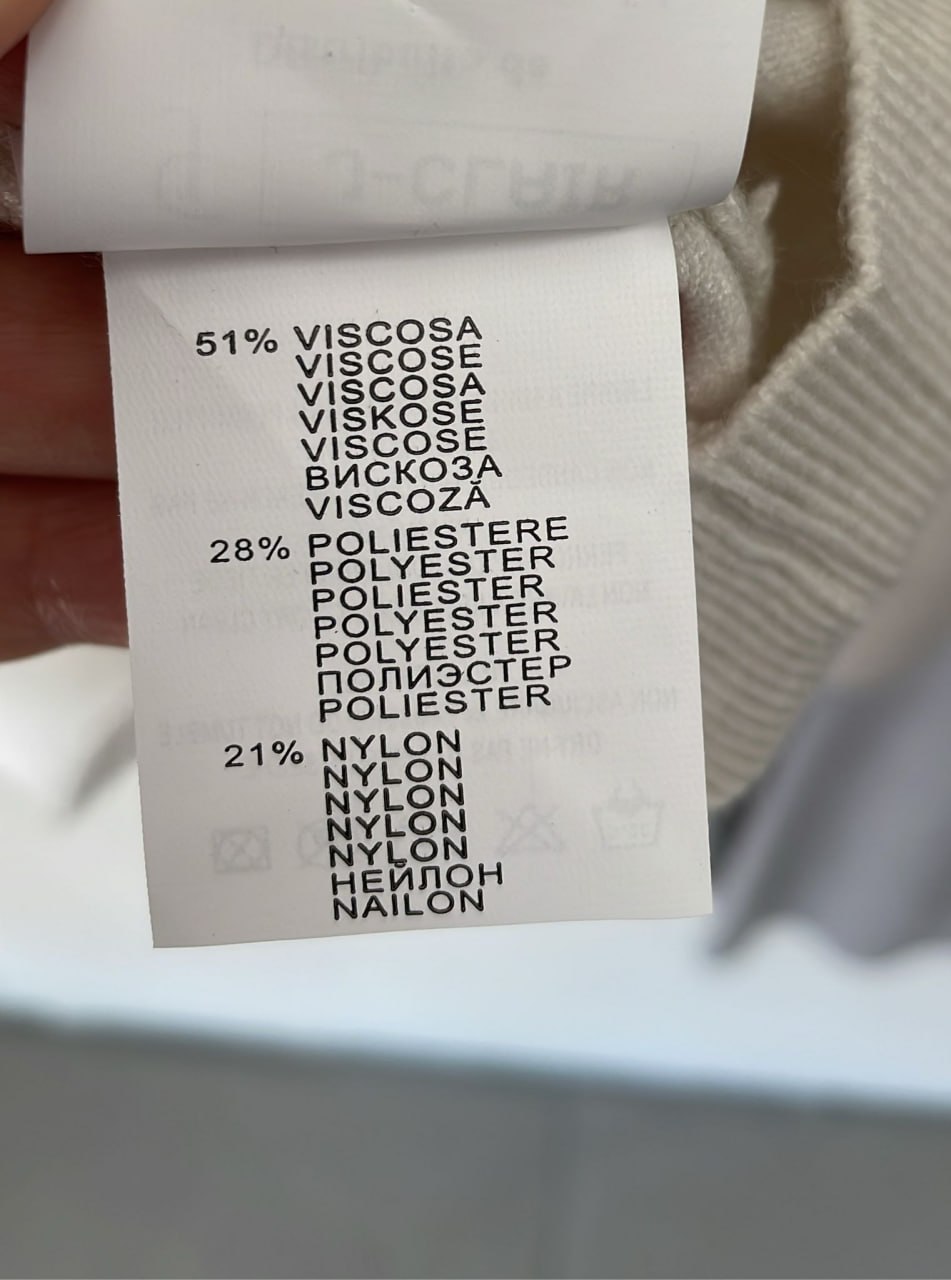 51% VISCOSA
VISCOSE
VISCOSA
VISKOSE
VISCOSE
ВИСКОЗА
VISCOZĂ
28% POLIESTERE
POLYESTER
POLIESTER
POLYESTER
POLYESTER
ПОЛИЭСТЕР
POLIESTER
21% NYLON
NYLON
NYLON
NYLON
NYLON
НЕЙЛОН
NAILON